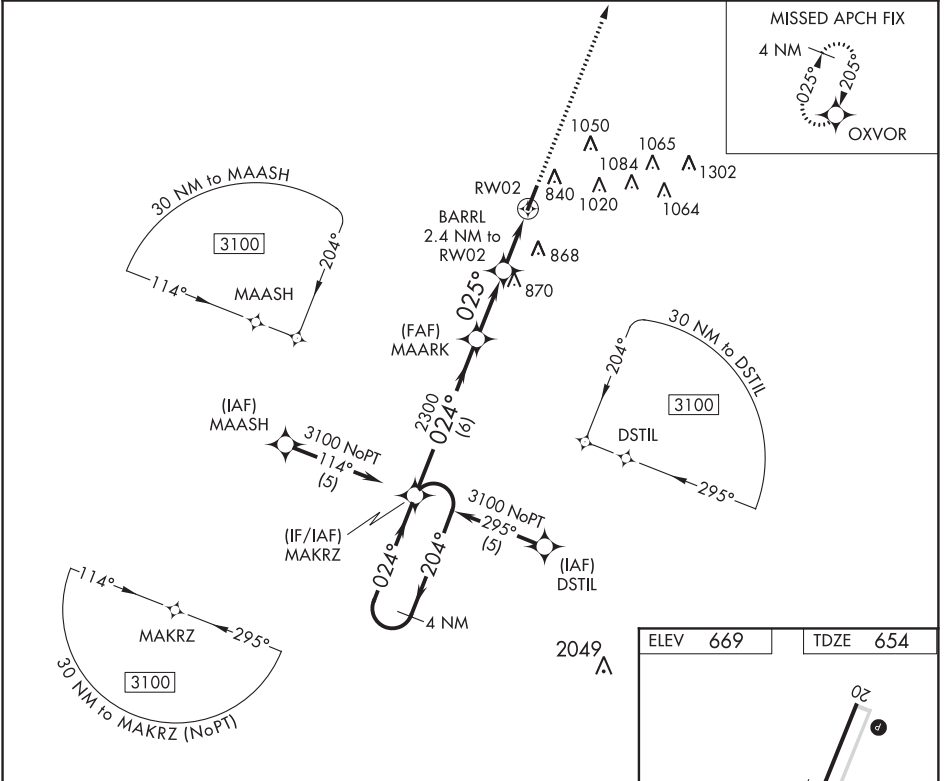 MISSED APCH FIX
4 NM
025°
205°
OXVOR
1050
1084
1065
1302
RW02
840
1020
1064
BARRL
2.4 NM to
RW02
868
870
025°
30 NM to MAASH
3100
204°
114°
MAASH
(FAF)
MAARK
30 NM to DSTIL
204°
3100
DSTIL
295°
2300
024°
(6)
(IAF)
MAASH
3100 NoPT
114°
(5)
(IF/IAF)
MAKRZ
3100 NoPT
295°
(5)
(IAF)
DSTIL
024°
204°
4 NM
114°
MAKRZ
295°
3100
30 NM to MAKRZ (NoPT)
2049
ELEV 669
TDZE 654
20
P